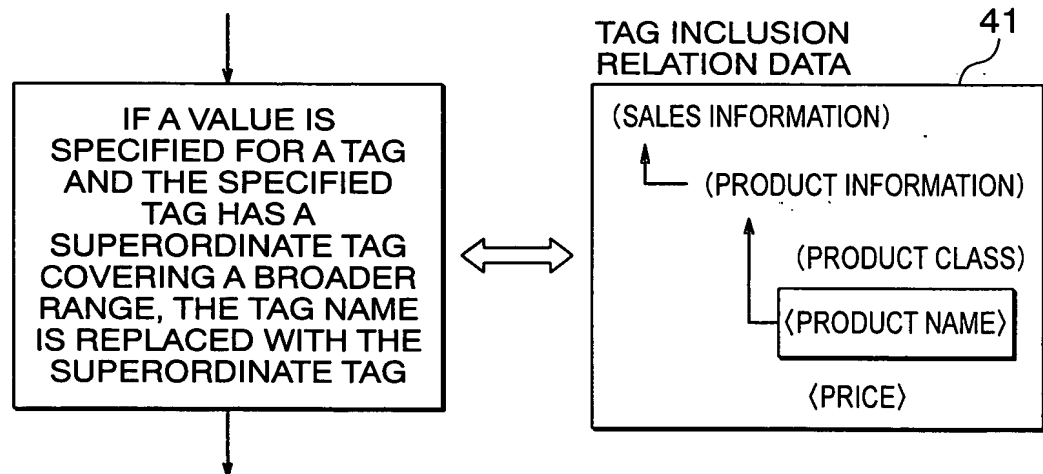 IF A VALUE IS
SPECIFIED FOR A TAG
AND THE SPECIFIED
TAG HAS A
SUPERORDINATE TAG
COVERING A BROADER
RANGE, THE TAG NAME
IS REPLACED WITH THE
SUPERORDINATE TAG
TAG INCLUSION
RELATION DATA
41
(SALES INFORMATION)
(PRODUCT INFORMATION)
(PRODUCT CLASS)
〈PRODUCT NAME〉
〈PRICE〉